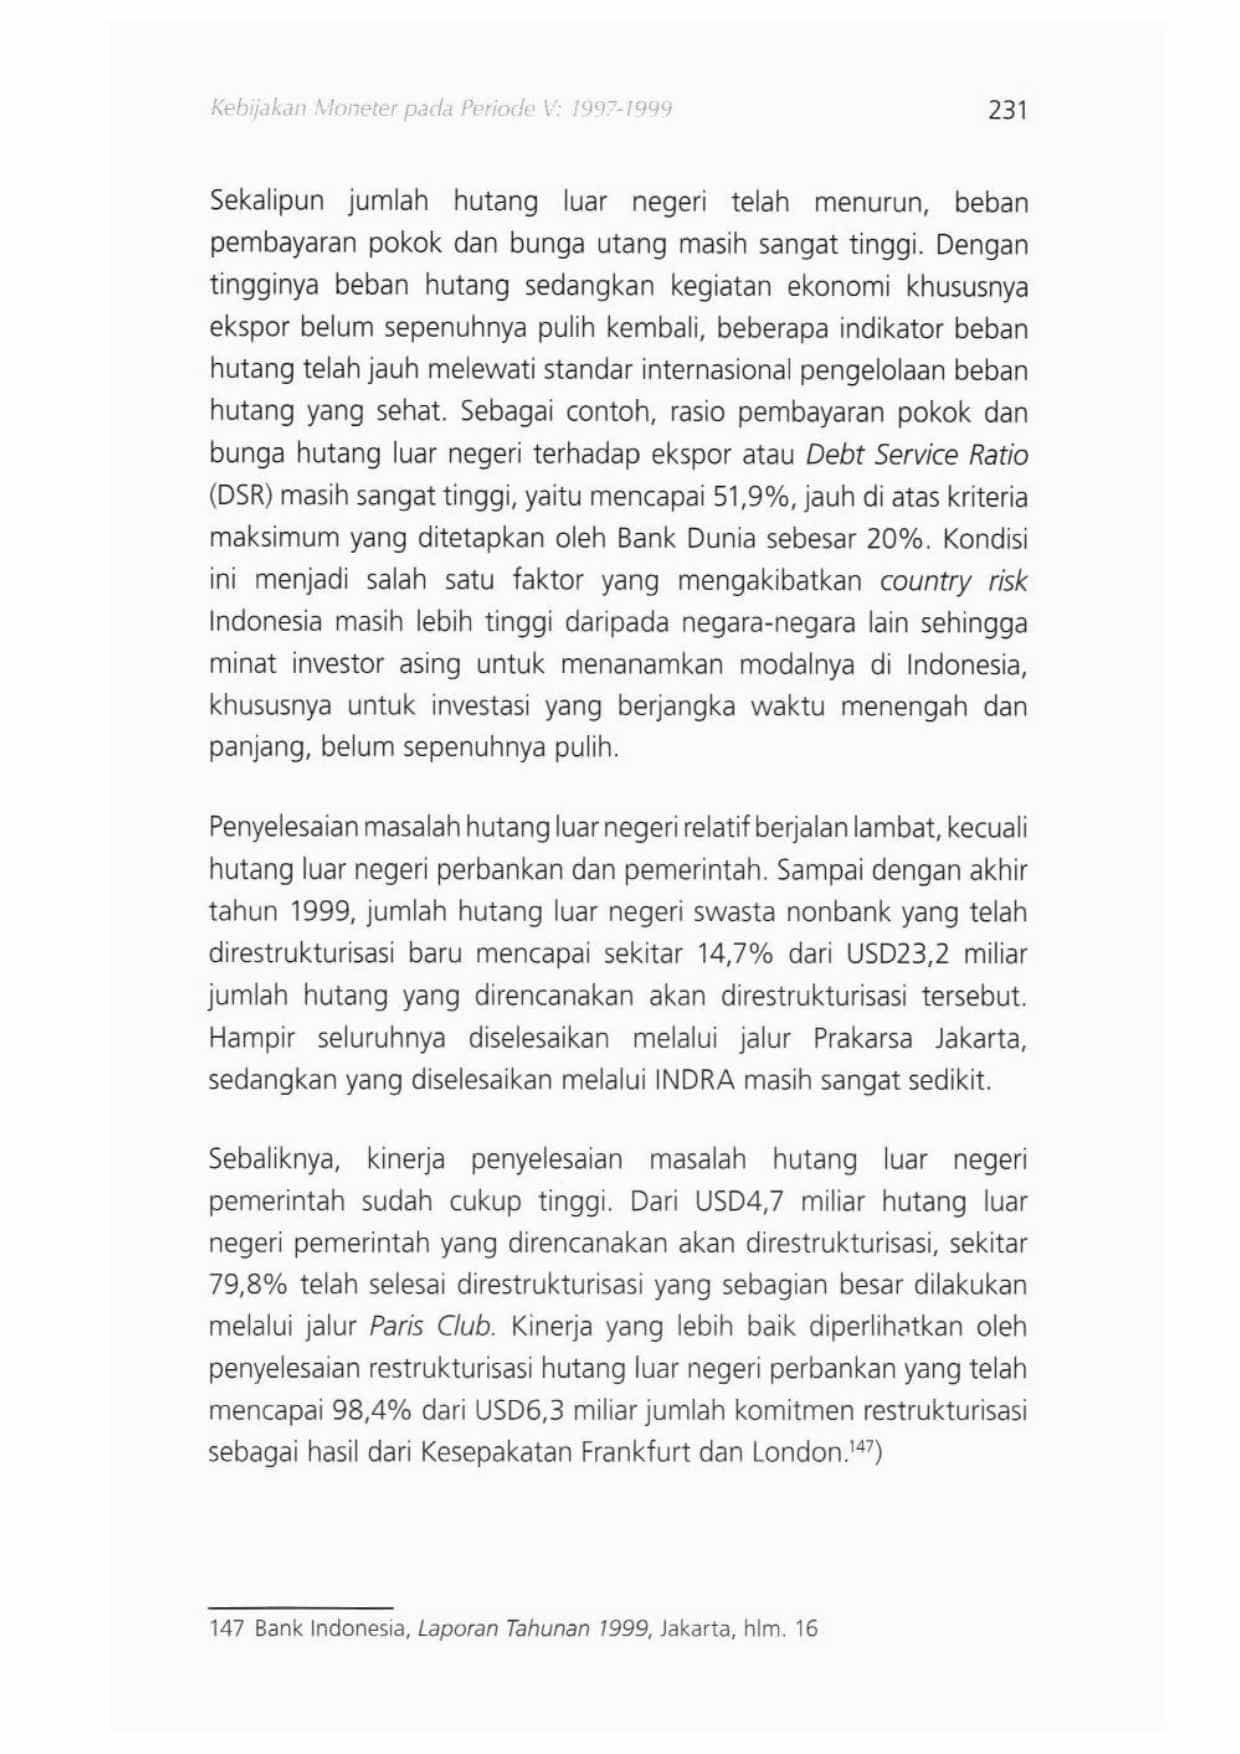 Kebijakan Moneter pada Periode V: 1997-1999 231
Sekalipun jumlah hutang luar negeri telah menurun, beban
pembayaran pokok dan bunga utang masih sangat tinggi. Dengan
tingginya beban hutang sedangkan kegiatan ekonomi khususnya
ekspor belum sepenuhnya pulih kembali, beberapa indikator beban
hutang telah jauh melewati standar internasional pengelolaan beban
hutang yang sehat. Sebagai contoh, rasio pembayaran pokok dan
bunga hutang luar negeri terhadap ekspor atau Debt Service Ratio
(DSR) masih sangat tinggi, yaitu mencapai 51,9%, jauh di atas kriteria
maksimum yang ditetapkan oleh Bank Dunia sebesar 20%. Kondisi
ini menjadi salah satu faktor yang mengakibatkan country risk
Indonesia masih lebih tinggi daripada negara-negara lain sehingga
minat investor asing untuk menanamkan modalnya di Indonesia,
khususnya untuk investasi yang berjangka waktu menengah dan
panjang, belum sepenuhnya pulih.
Penyelesaian masalah hutang luar negeri relatif berjalan lambat, kecuali
hutang luar negeri perbankan dan pemerintah. Sampai dengan akhir
tahun 1999, jumlah hutang luar negeri swasta nonbank yang telah
direstrukturisasi baru mencapai sekitar 14,7% dari USD23,2 miliar
jumlah hutang yang direncanakan akan direstrukturisasi tersebut.
Hampir seluruhnya diselesaikan melalui jalur Prakarsa Jakarta,
sedangkan yang diselesaikan melalui INDRA masih sangat sedikit.
Sebaliknya, kinerja penyelesaian masalah hutang luar negeri
pemerintah sudah cukup tinggi. Dari USD4,7 miliar hutang luar
negeri pemerintah yang direncanakan akan direstrukturisasi, sekitar
79,8% telah selesai direstrukturisasi yang sebagian besar dilakukan
melalui jalur Paris Club. Kinerja yang lebih baik diperlihatkan oleh
penyelesaian restrukturisasi hutang luar negeri perbankan yang telah
mencapai 98,4% dari USD6,3 miliar jumlah komitmen restrukturisasi
sebagai hasil dari Kesepakatan Frankfurt dan London.147)
147 Bank Indonesia, Laporan Tahunan 1999, Jakarta, hlm. 16